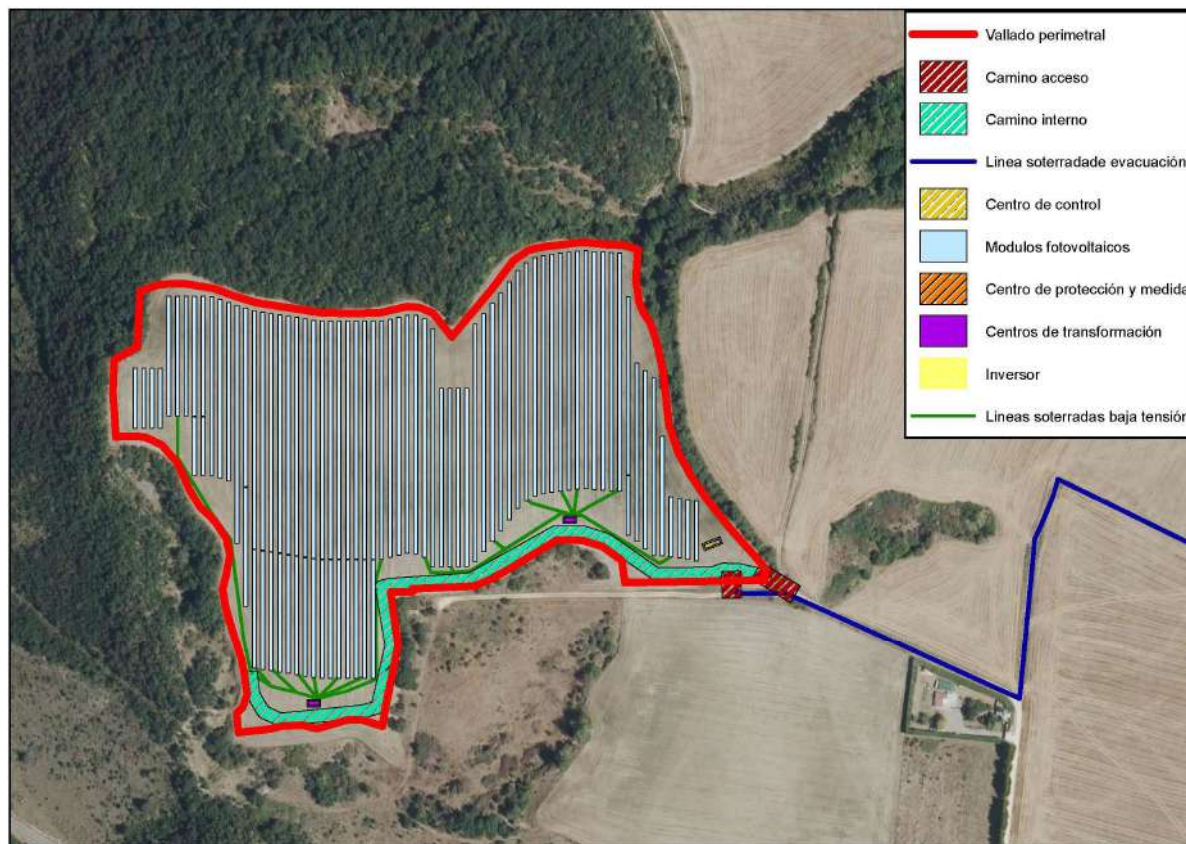 Vallado perimetral
Camino acceso
Camino interno
Linea soterradade evacuación
Centro de control
Modulos fotovoltaicos
Centro de protección y medida
Centros de transformación
Inversor
Lineas soterradas baja tensión